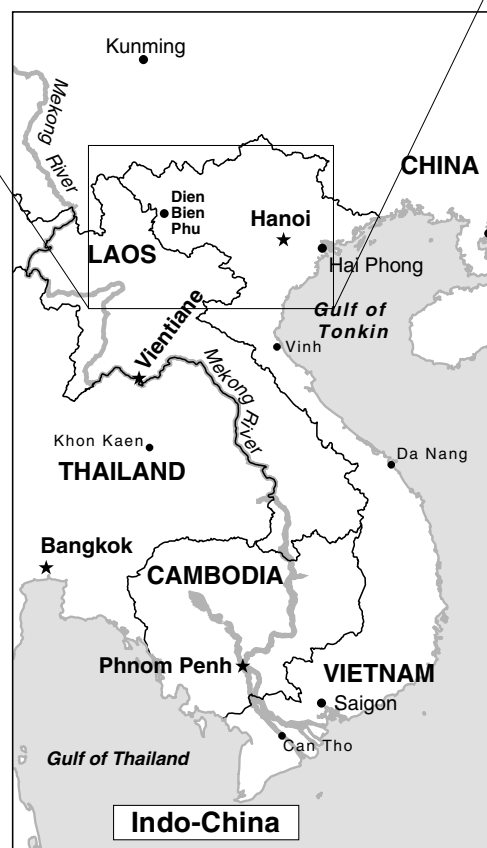 Kunming
Mekong
River
CHINA
Dien
Bien
Phu
Hanoi
LAOS
Hai Phong
Gulf of
Tonkin
Vientiane
Vinh
Mekong River
Khon Kaen
Da Nang
THAILAND
Bangkok
CAMBODIA
Phnom Penh
VIETNAM
Saigon
Can Tho
Gulf of Thailand
Indo-China